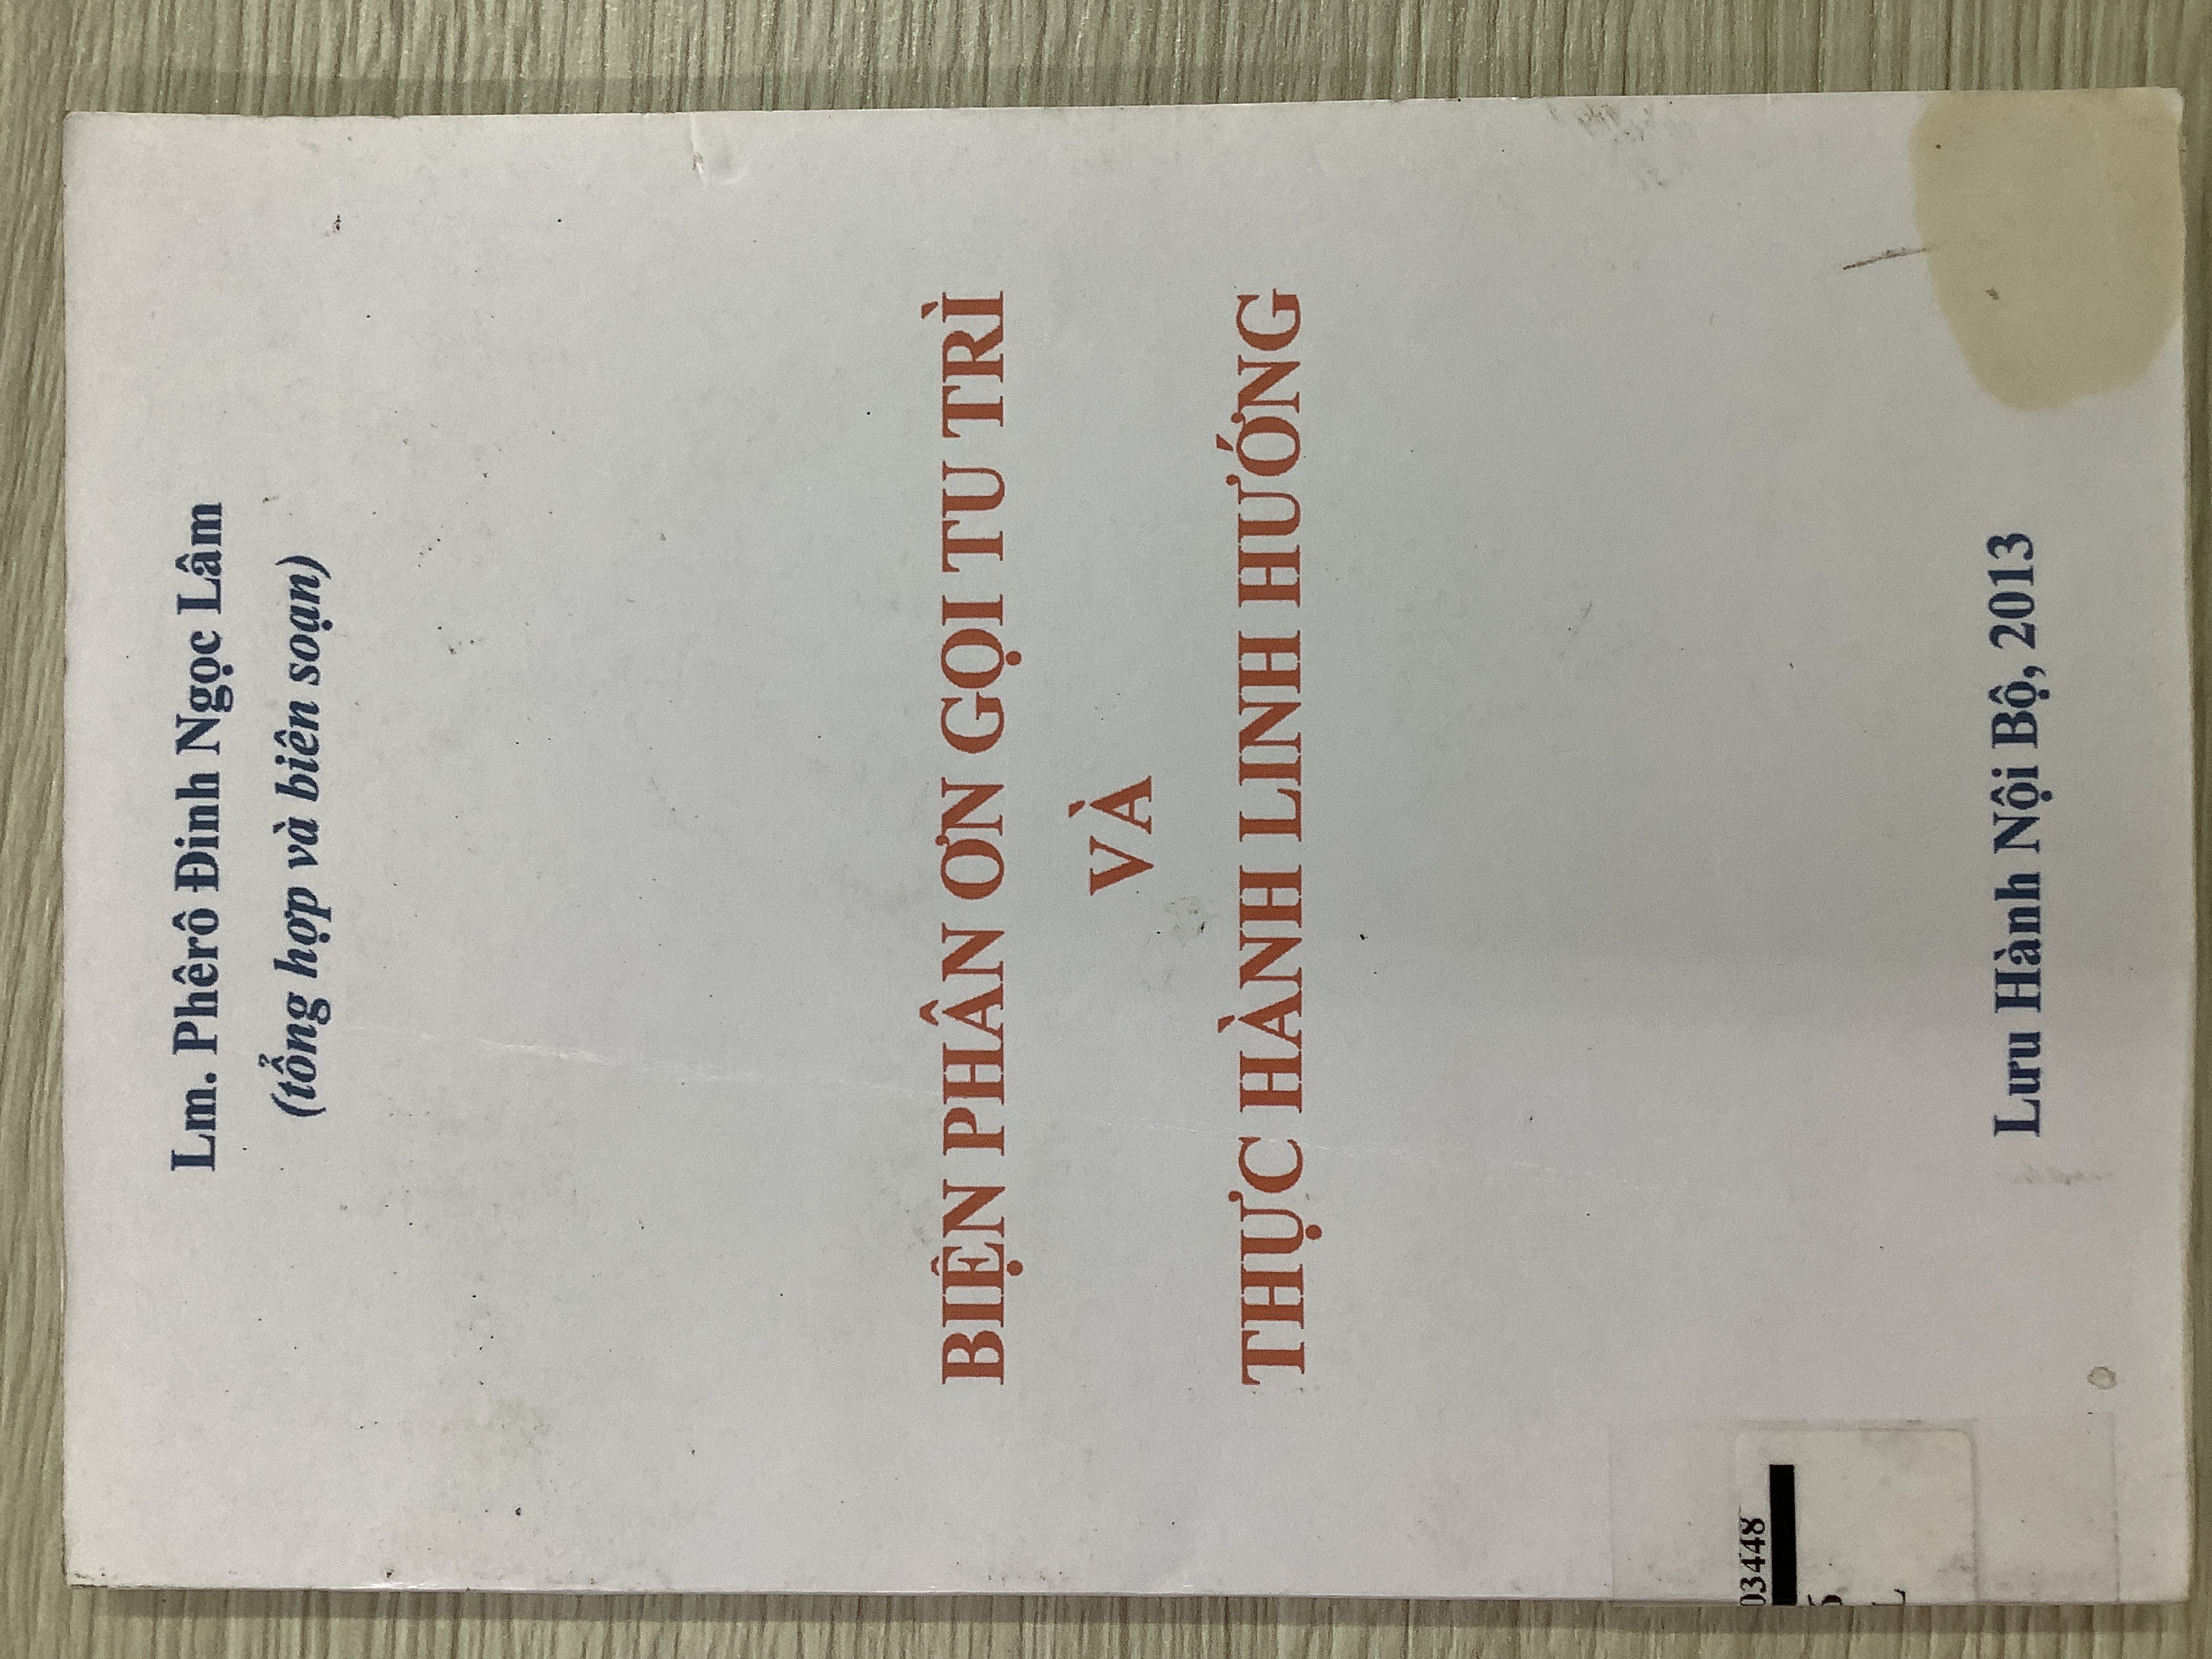 Lm. Phêrô Đinh Ngọc Lâm
(tổng hợp và biên soạn)
BIỆN PHÂN ƠN GỌI TU TRÌ
VÀ
THỰC HÀNH LINH HƯỚNG
Lưu Hành Nội Bộ, 2013
03448